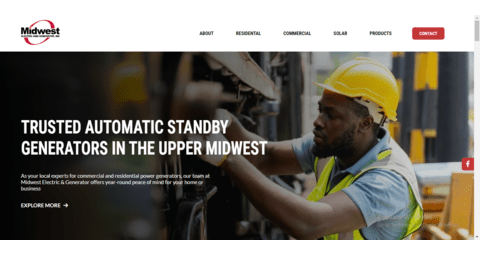 Midwest
ELECTRIC AND GENERATOR, INC
ABOUT
RESIDENTIAL
COMMERCIAL
SOLAR
PRODUCTS
CONTACT
TRUSTED AUTOMATIC STANDBY
GENERATORS IN THE UPPER MIDWEST
As your local experts for commercial and residential power generators, our team at
Midwest Electric & Generator offers year-round peace of mind for your home or
business
EXPLORE MORE